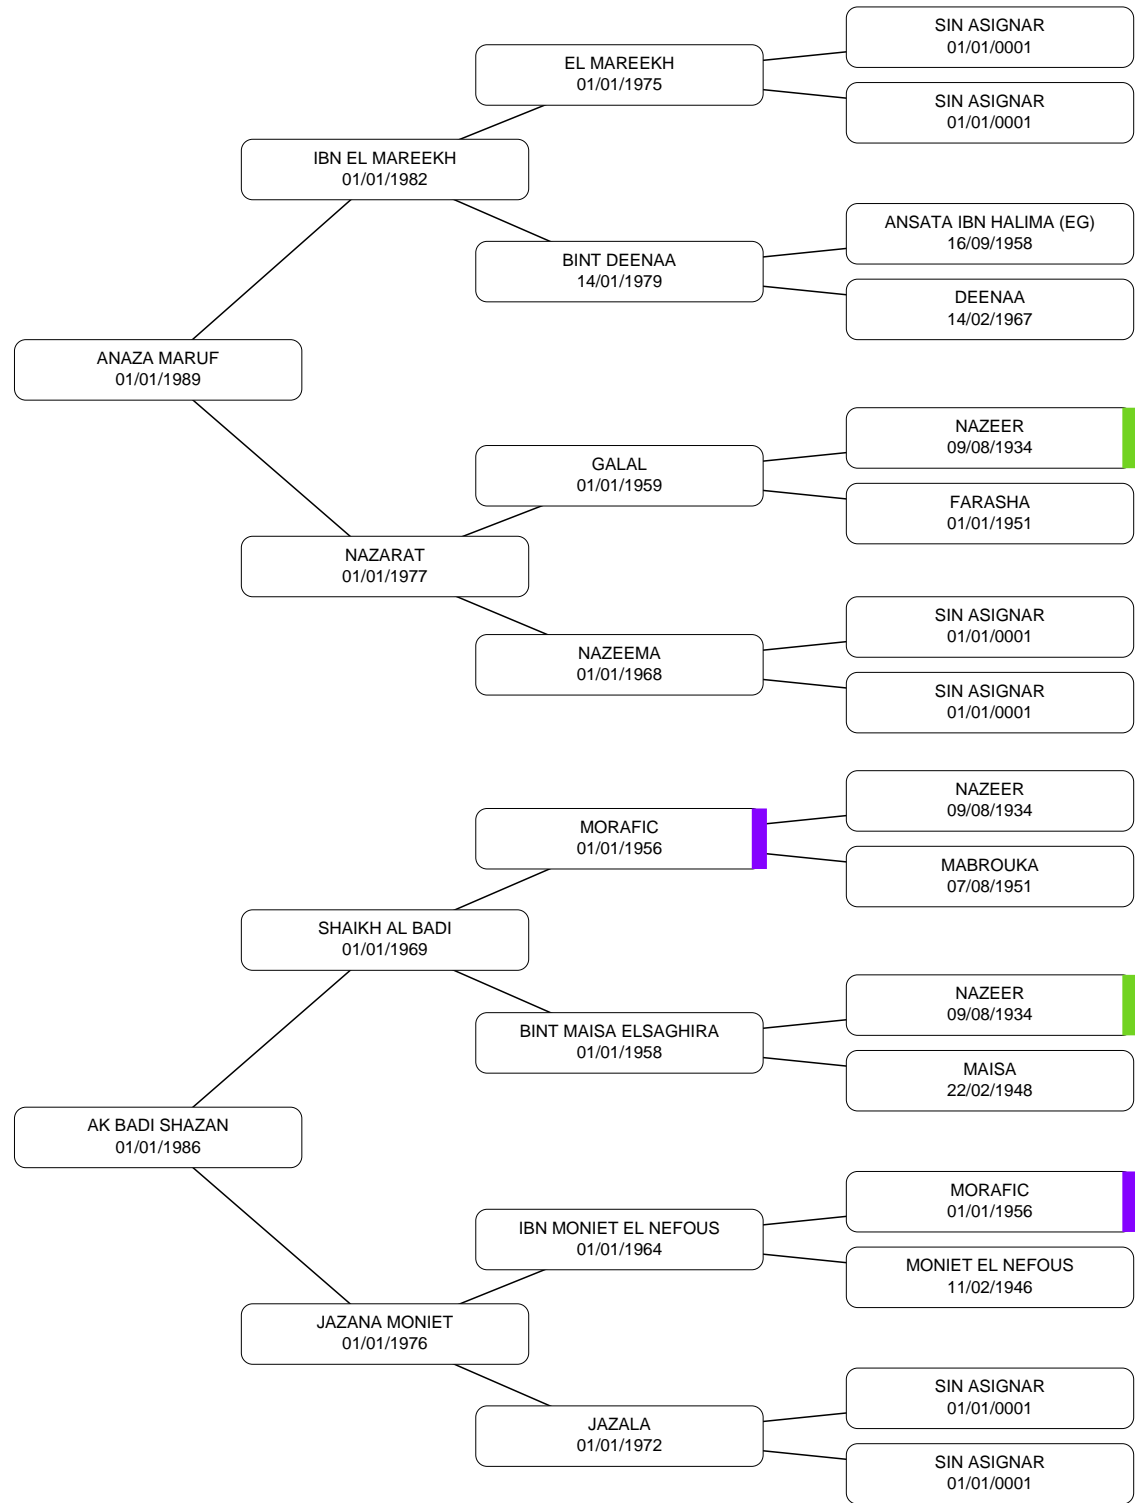 SIN ASIGNAR
01/01/0001
EL MAREEKH
01/01/1975
SIN ASIGNAR
01/01/0001
IBN EL MAREEKH
01/01/1982
ANSATA IBN HALIMA (EG)
16/09/1958
BINT DEENAA
14/01/1979
DEENAA
14/02/1967
ANAZA MARUF
01/01/1989
NAZEER
09/08/1934
GALAL
01/01/1959
FARASHA
01/01/1951
NAZARAT
01/01/1977
SIN ASIGNAR
01/01/0001
NAZEEMA
01/01/1968
SIN ASIGNAR
01/01/0001
NAZEER
09/08/1934
MORAFIC
01/01/1956
MABROUKA
07/08/1951
SHAIKH AL BADI
01/01/1969
NAZEER
09/08/1934
BINT MAISA ELSAGHIRA
01/01/1958
MAISA
22/02/1948
AK BADI SHAZAN
01/01/1986
MORAFIC
01/01/1956
IBN MONIET EL NEFOUS
01/01/1964
MONIET EL NEFOUS
11/02/1946
JAZANA MONIET
01/01/1976
SIN ASIGNAR
01/01/0001
JAZALA
01/01/1972
SIN ASIGNAR
01/01/0001